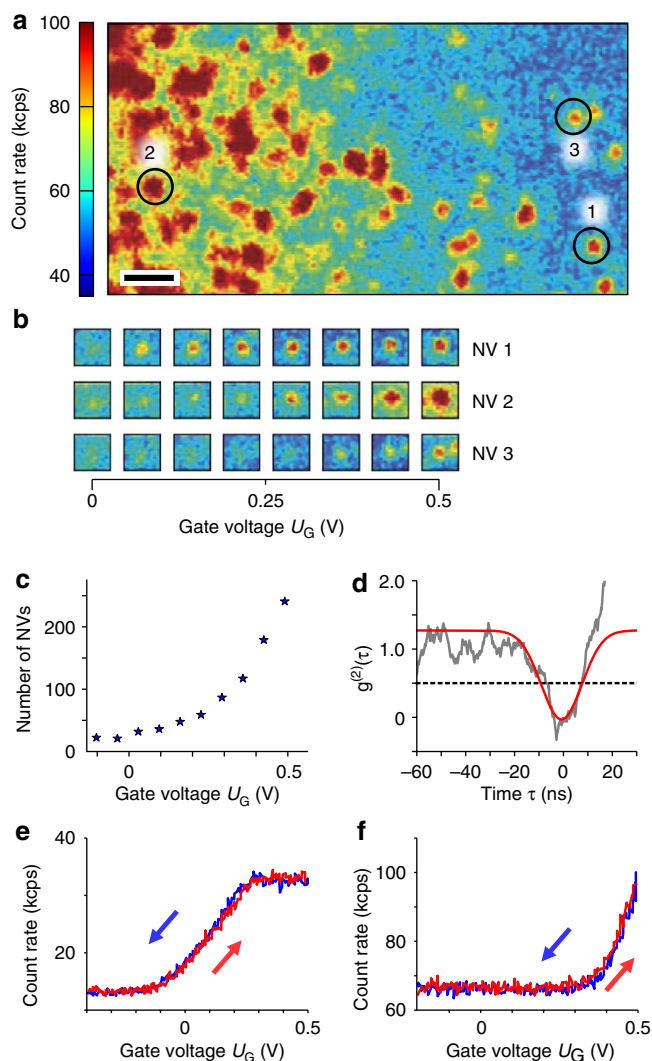 a
100
80
60
40
Count rate (kcps)
2
3
1
b
NV 1
NV 2
NV 3
0 0.25 0.5
Gate voltage U_G (V)
c
Number of NVs
200
100
0
0 0.5
Gate voltage U_G (V)
d
g^(2)(τ)
2.0
1.0
0
–60 –40 –20 0 20
Time τ (ns)
e
Count rate (kcps)
40
20
0 0.5
Gate voltage U_G (V)
f
Count rate (kcps)
100
80
60
0 0.5
Gate voltage U_G (V)